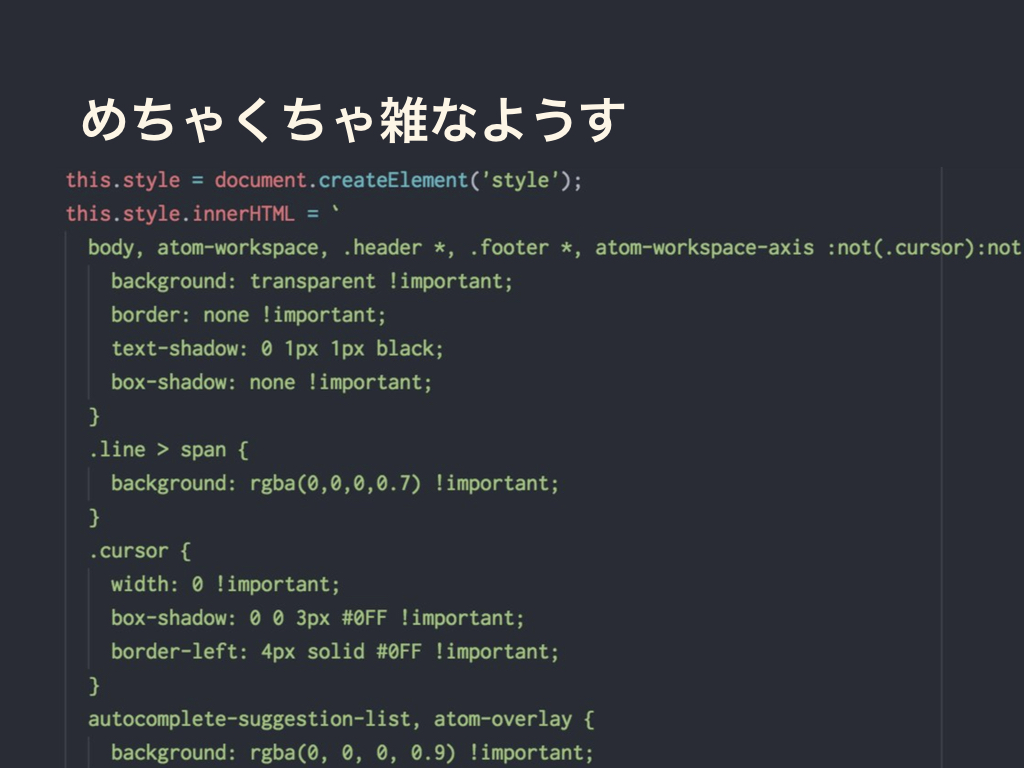 めちゃくちゃ雑なようす
this.style = document.createElement('style');
this.style.innerHTML = `
body, atom-workspace, .header *, .footer *, atom-workspace-axis :not(.cursor):not
background: transparent !important;
border: none !important;
text-shadow: 0 1px 1px black;
box-shadow: none !important;
}
.line > span {
background: rgba(0,0,0,0.7) !important;
}
.cursor {
width: 0 !important;
box-shadow: 0 0 3px #0FF !important;
border-left: 4px solid #0FF !important;
}
autocomplete-suggestion-list, atom-overlay {
background: rgba(0, 0, 0, 0.9) !important;